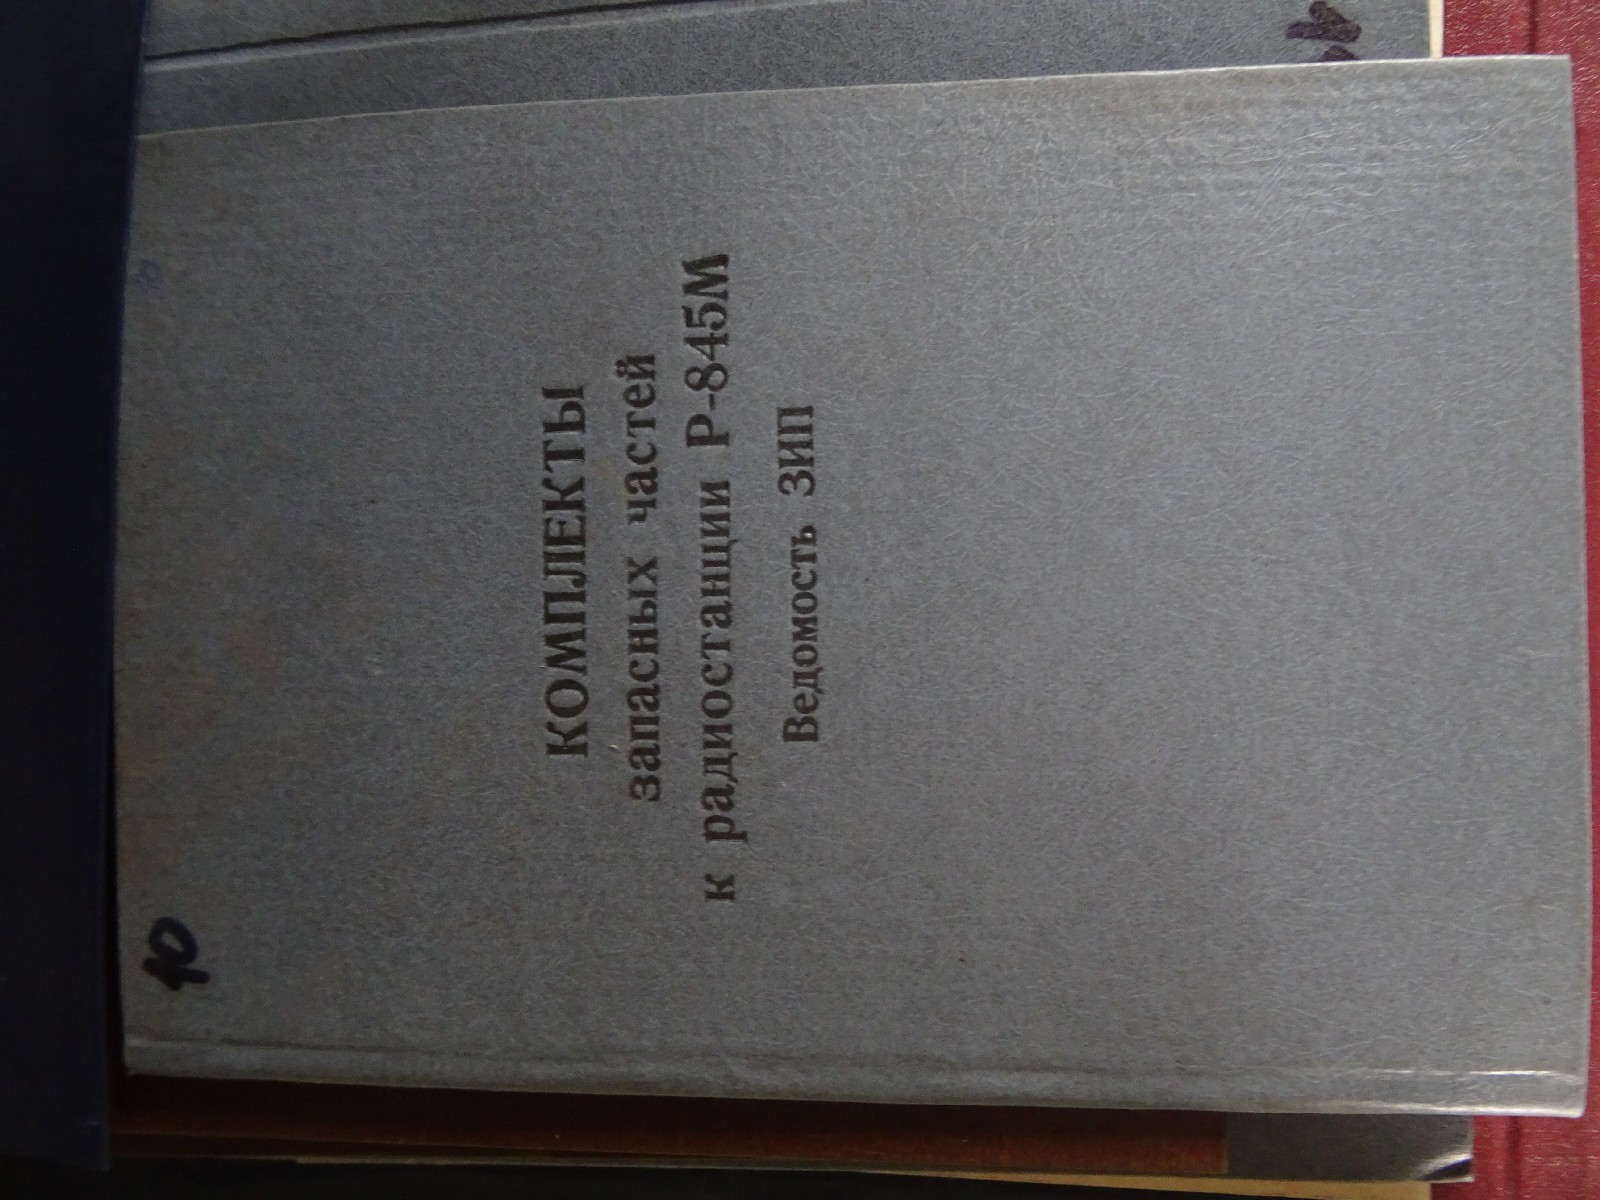 10
КОМПЛЕКТЫ
запасных частей
к радиостанции Р-845М
Ведомость ЗИП